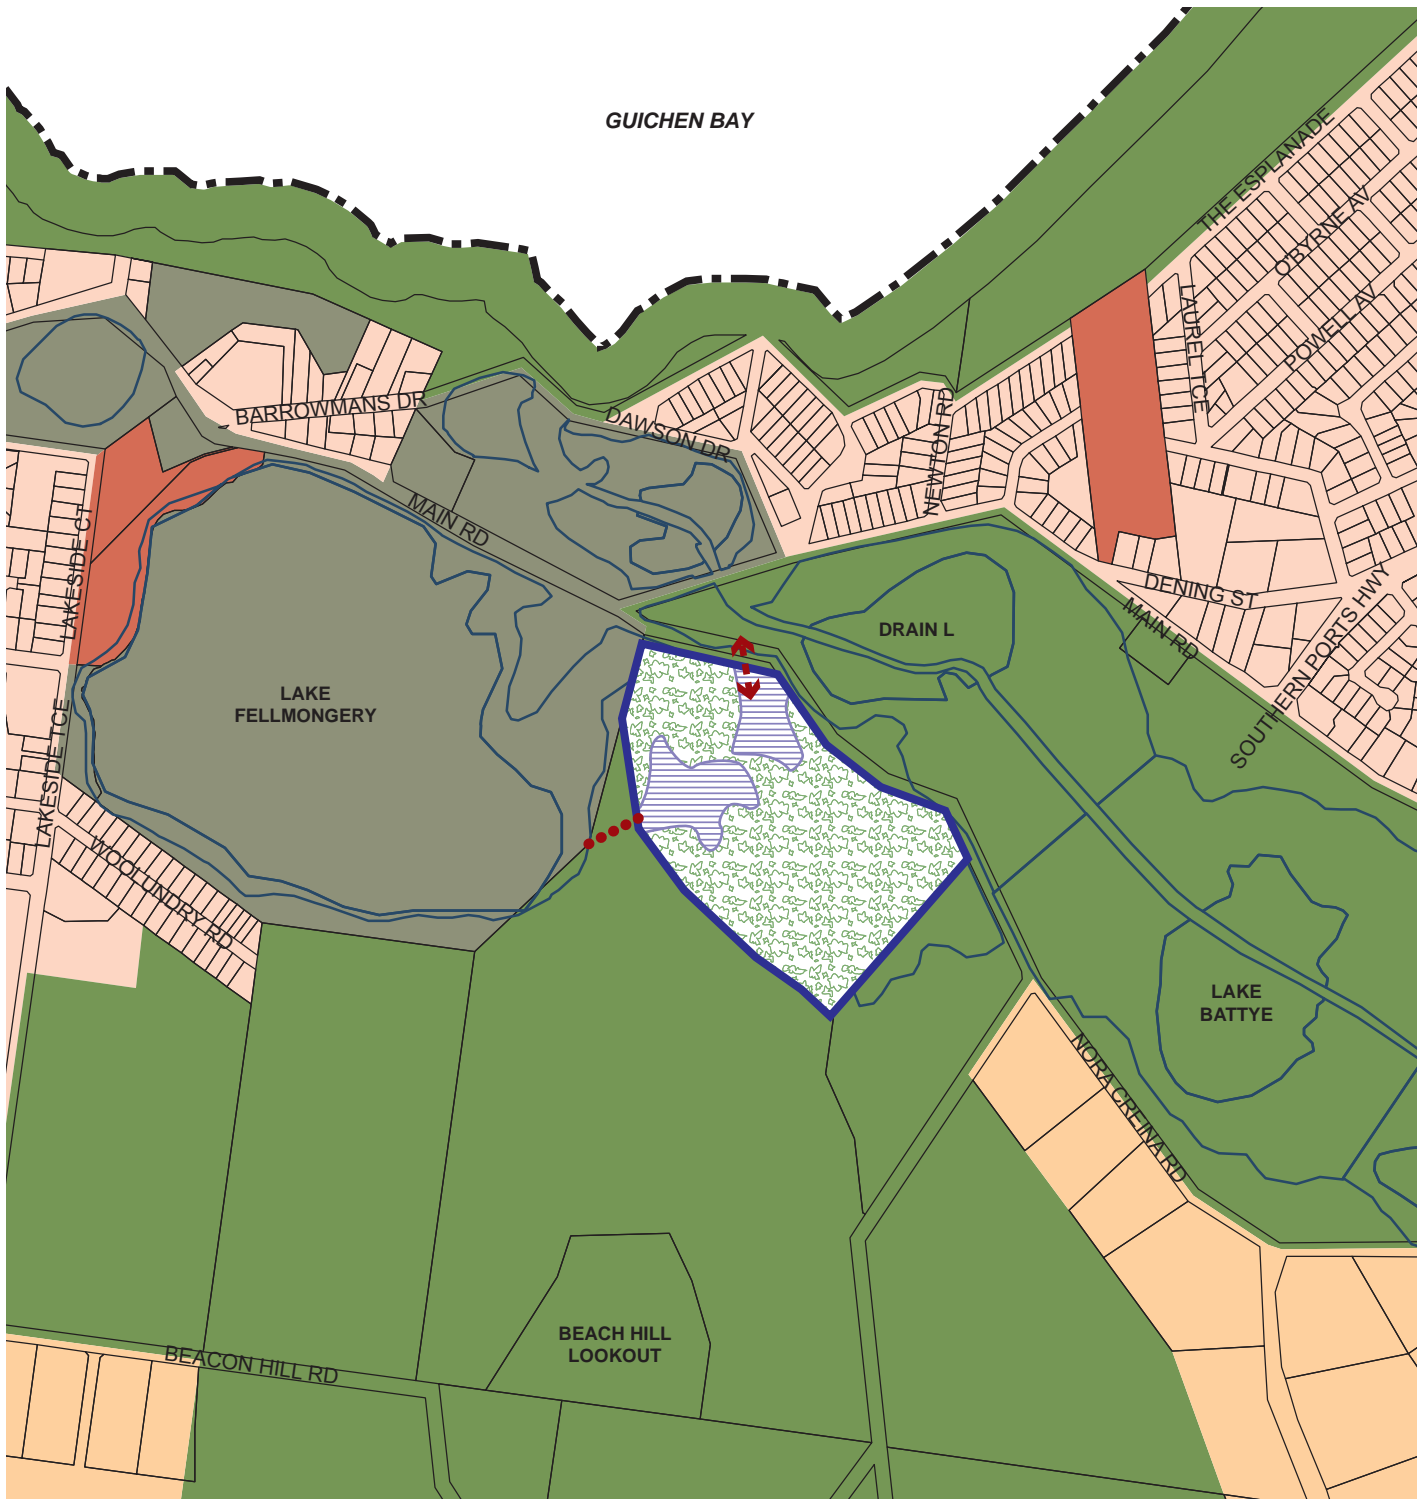 GUICHEN BAY
THE ESPLANADE
O'BYRNE AV
POWELL AV
LAUREL TCE
BARROWMANS DR
DAWSON DR
NEWTON RD
MAIN RD
LAKESIDE CT
DENING ST
MAIN RD
SOUTHERN PORTS HWY
DRAIN L
LAKE
FELLMONGERY
LAKESIDE TCE
WOOLUNDRY RD
LAKE
BATTYE
NORA CREINA RD
BEACH HILL
LOOKOUT
BEACON HILL RD